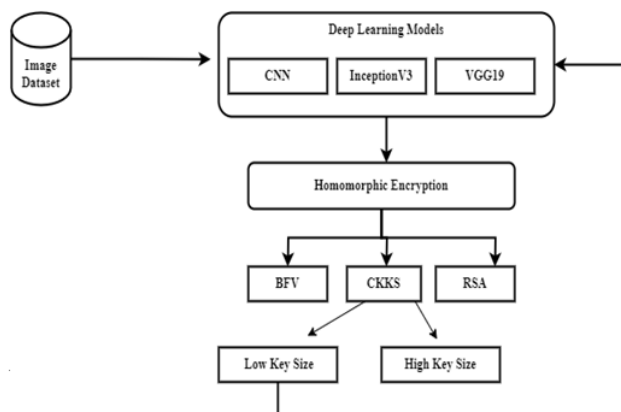 Deep Learning Models
Image
Dataset
CNN
InceptionV3
VGG19
Homomorphic Encryption
BFV
CKKS
RSA
Low Key Size
High Key Size